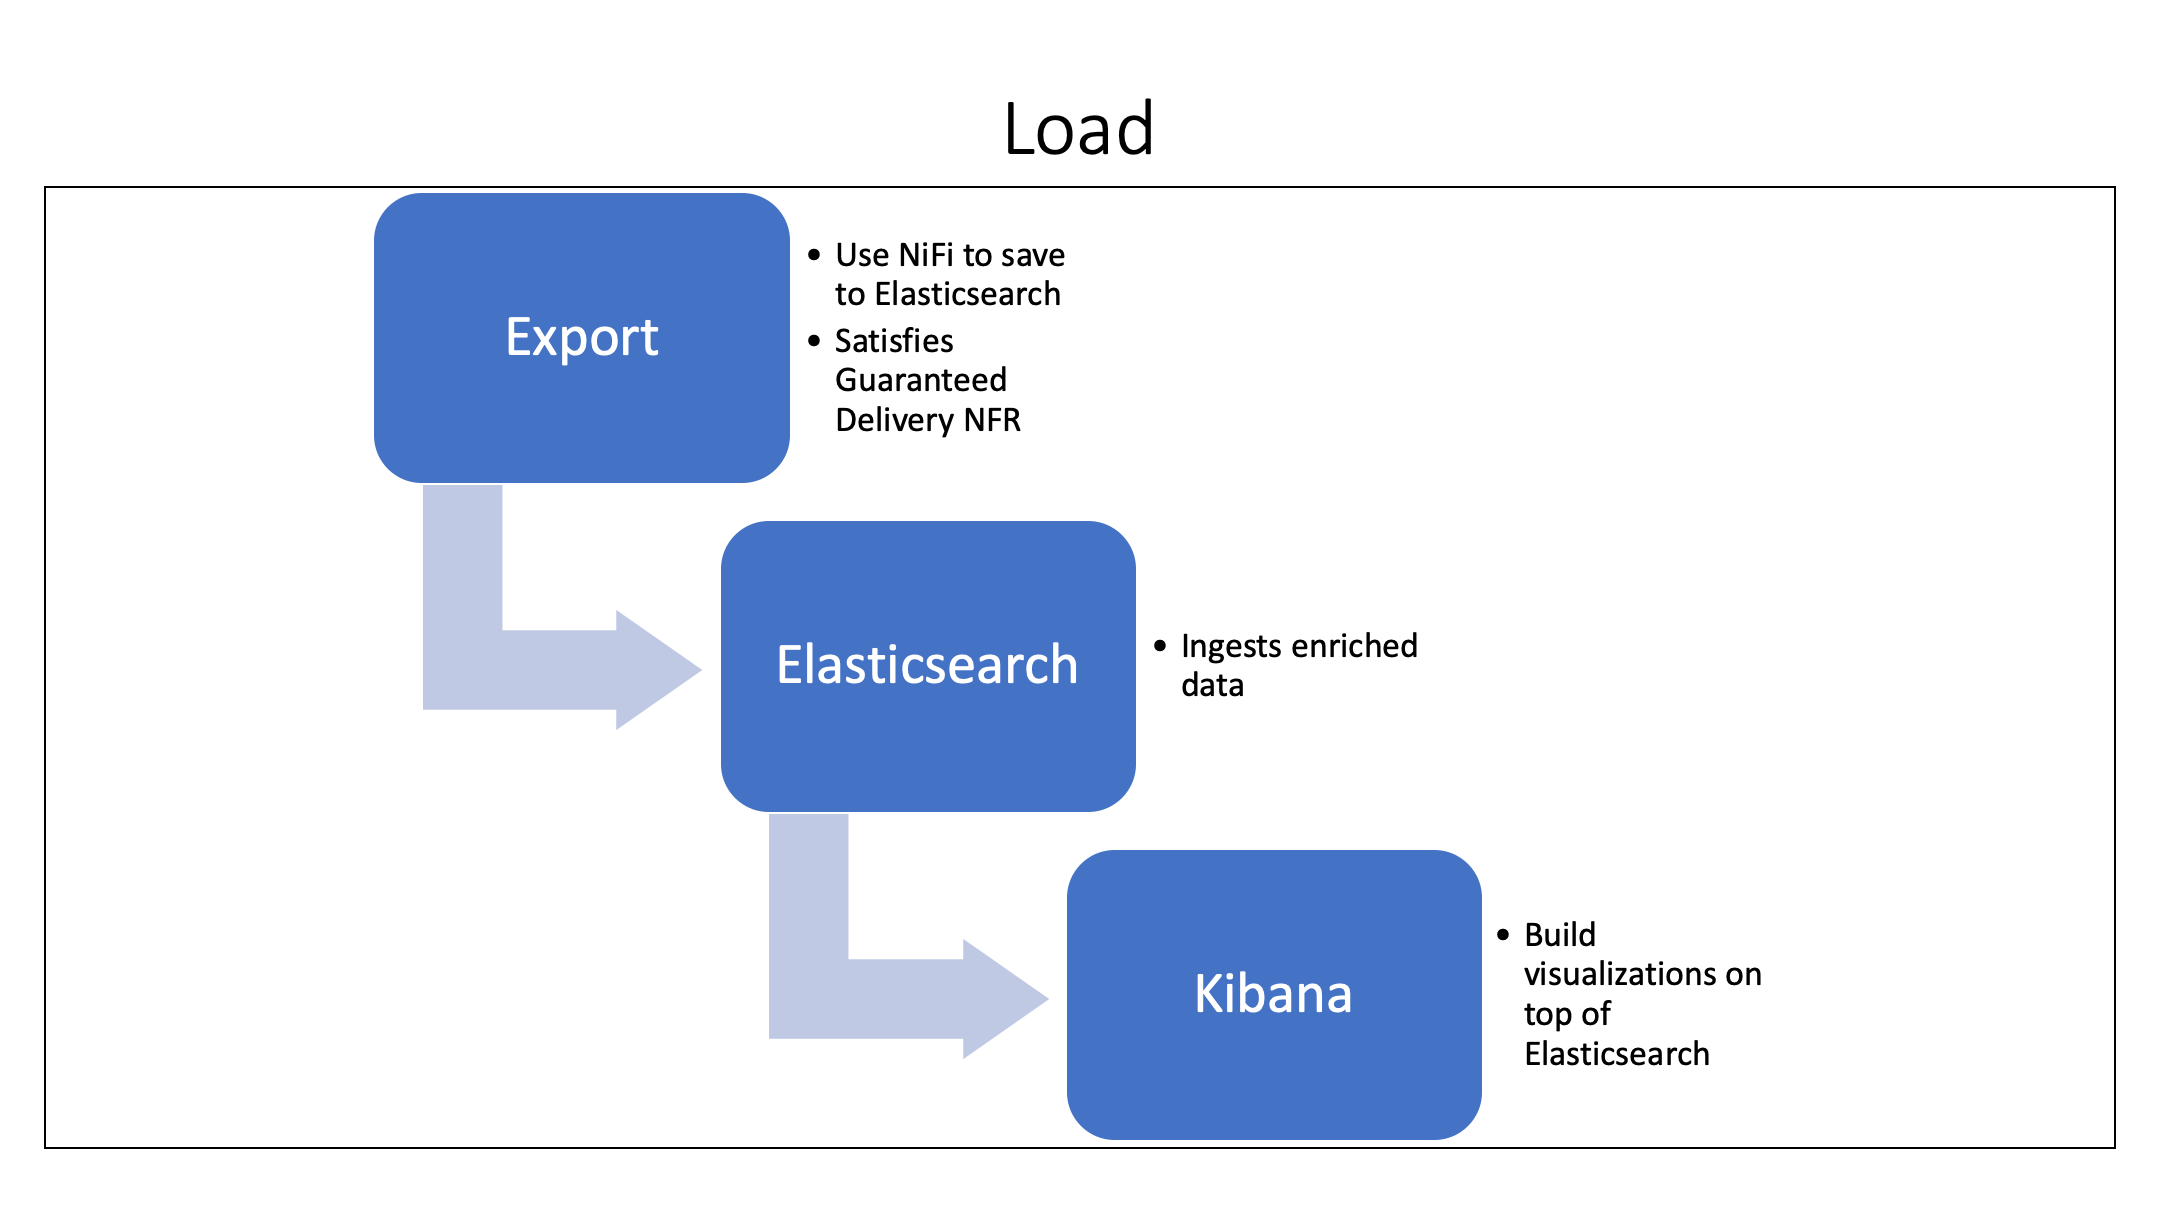 Load
Export
• Use NiFi to save
to Elasticsearch
• Satisfies
Guaranteed
Delivery NFR
Elasticsearch
• Ingests enriched
data
Kibana
• Build
visualizations on
top of
Elasticsearch